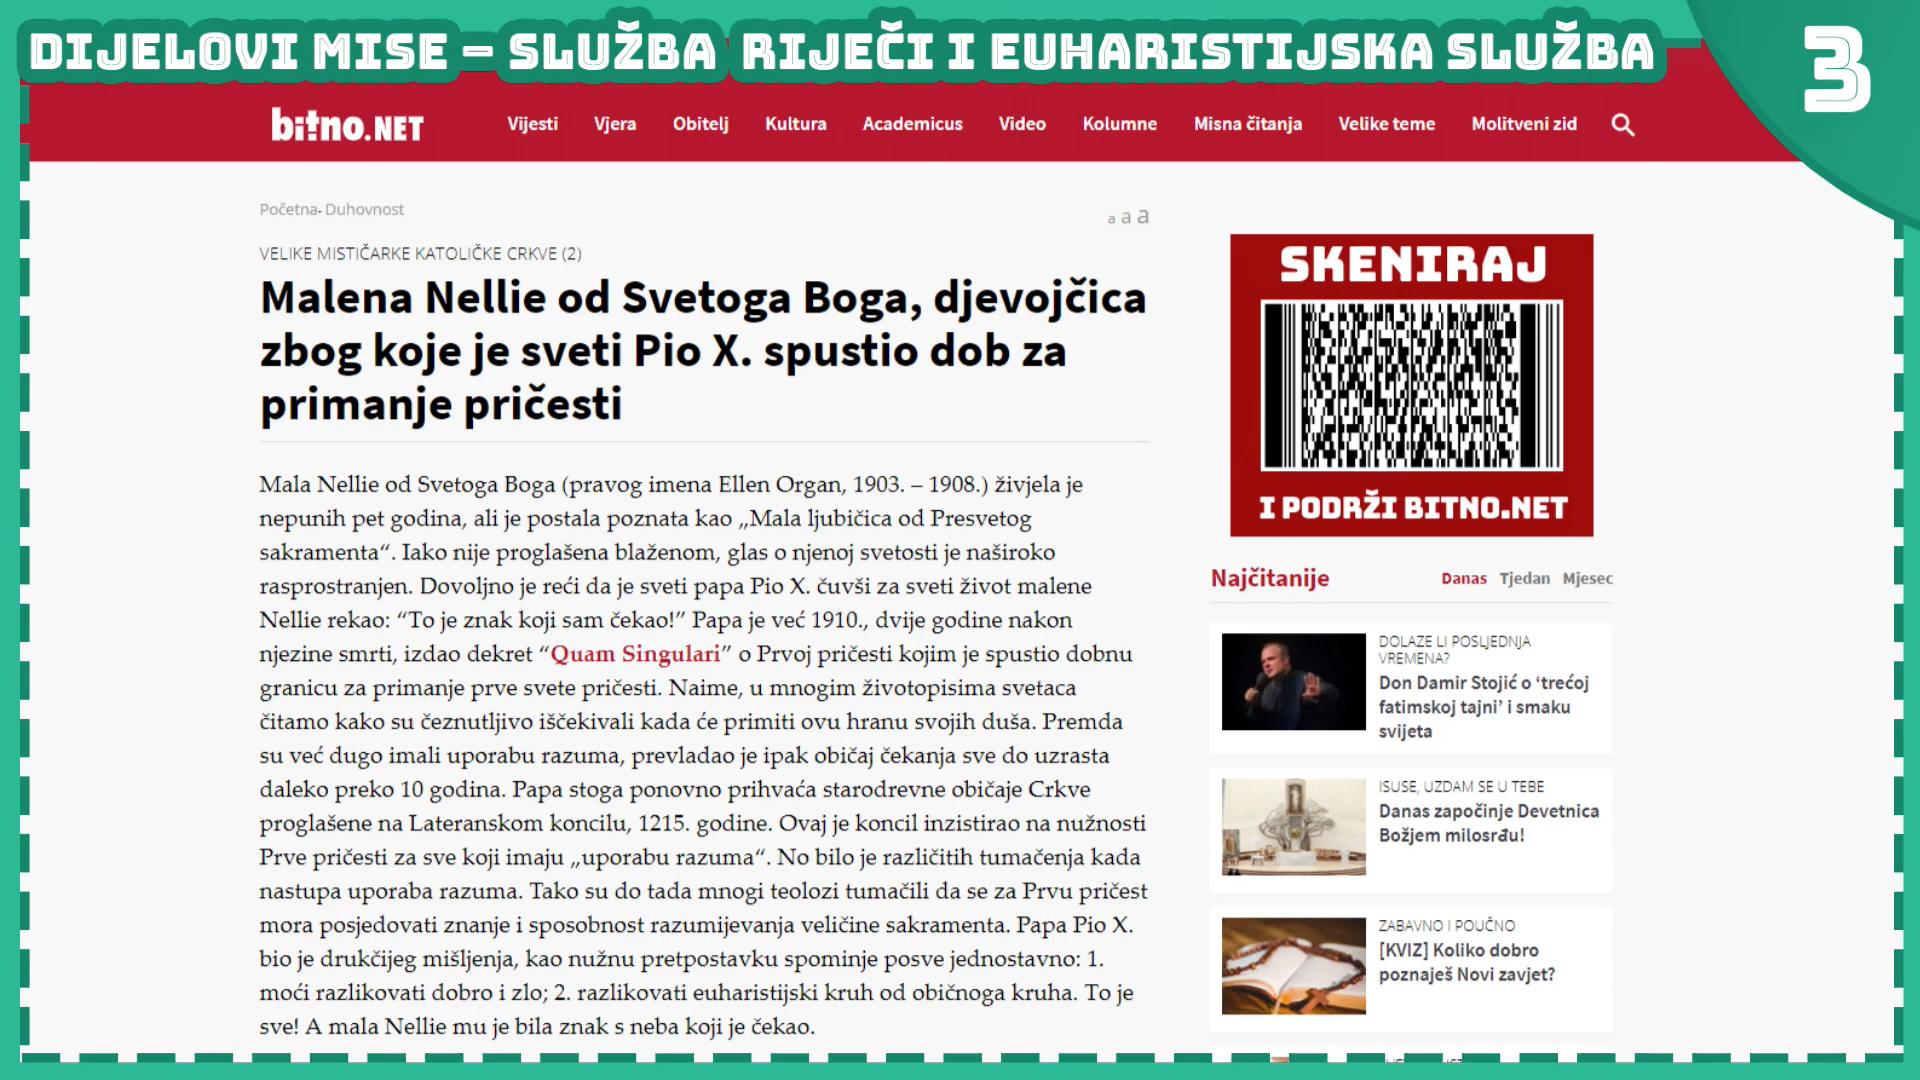 DIJELOVI MISE – SLUŽBA RIJEČI I EUHARISTIJSKA SLUŽBA
3
bitno.NET
Vijesti Vjera Obitelj Kultura Academicus Video Kolumne Misna čitanja Velike teme Molitveni zid
Početna- Duhovnost
a a a
VELIKE MISTIČARKE KATOLIČKE CRKVE (2)
Malena Nellie od Svetoga Boga, djevojčica
zbog koje je sveti Pio X. spustio dob za
primanje pričesti
Mala Nellie od Svetoga Boga (pravog imena Ellen Organ, 1903. – 1908.) živjela je
nepunih pet godina, ali je postala poznata kao „Mala ljubičica od Presvetog
sakramenta“. Iako nije proglašena blaženom, glas o njenoj svetosti je naširoko
rasprostranjen. Dovoljno je reći da je sveti papa Pio X. čuvši za sveti život malene
Nellie rekao: “To je znak koji sam čekao!” Papa je već 1910., dvije godine nakon
njezine smrti, izdao dekret “Quam Singulari” o Prvoj pričesti kojim je spustio dobnu
granicu za primanje prve svete pričesti. Naime, u mnogim životopisima svetaca
čitamo kako su čeznutljivo iščekivali kada će primiti ovu hranu svojih duša. Premda
su već dugo imali uporabu razuma, prevladao je ipak običaj čekanja sve do uzrasta
daleko preko 10 godina. Papa stoga ponovno prihvaća starodrevne običaje Crkve
proglašene na Lateranskom koncilu, 1215. godine. Ovaj je koncil inzistirao na nužnosti
Prve pričesti za sve koji imaju „uporabu razuma“. No bilo je različitih tumačenja kada
nastupa uporaba razuma. Tako su do tada mnogi teolozi tumačili da se za Prvu pričest
mora posjedovati znanje i sposobnost razumijevanja veličine sakramenta. Papa Pio X.
bio je drukčijeg mišljenja, kao nužnu pretpostavku spominje posve jednostavno: 1.
moći razlikovati dobro i zlo; 2. razlikovati euharistijski kruh od običnoga kruha. To je
sve! A mala Nellie mu je bila znak s neba koji je čekao.
SKENIRAJ
I PODRŽI BITNO.NET
Najčitanije Danas Tjedan Mjesec
DOLAZE LI POSLJEDNJA
VREMENA?
Don Damir Stojić o ‘trećoj
fatimskoj tajni’ i smaku
svijeta
ISUSE, UZDAM SE U TEBE
Danas započinje Devetnica
Božjem milosrđu!
ZABAVNO I POUČNO
[KVIZ] Koliko dobro
poznaješ Novi zavjet?